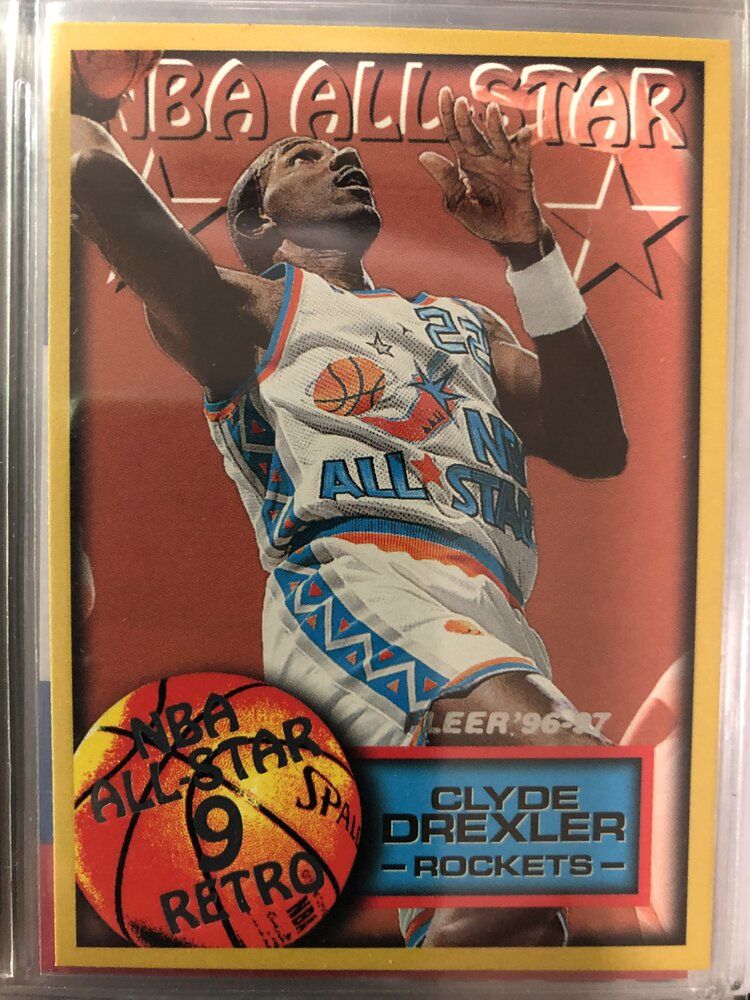 NBA ALL STAR
22
NBA
ALL STAR
FLEER '96-'97
NBA
ALL-STAR
9
RETRO
SPAL
CLYDE
DREXLER
- ROCKETS -